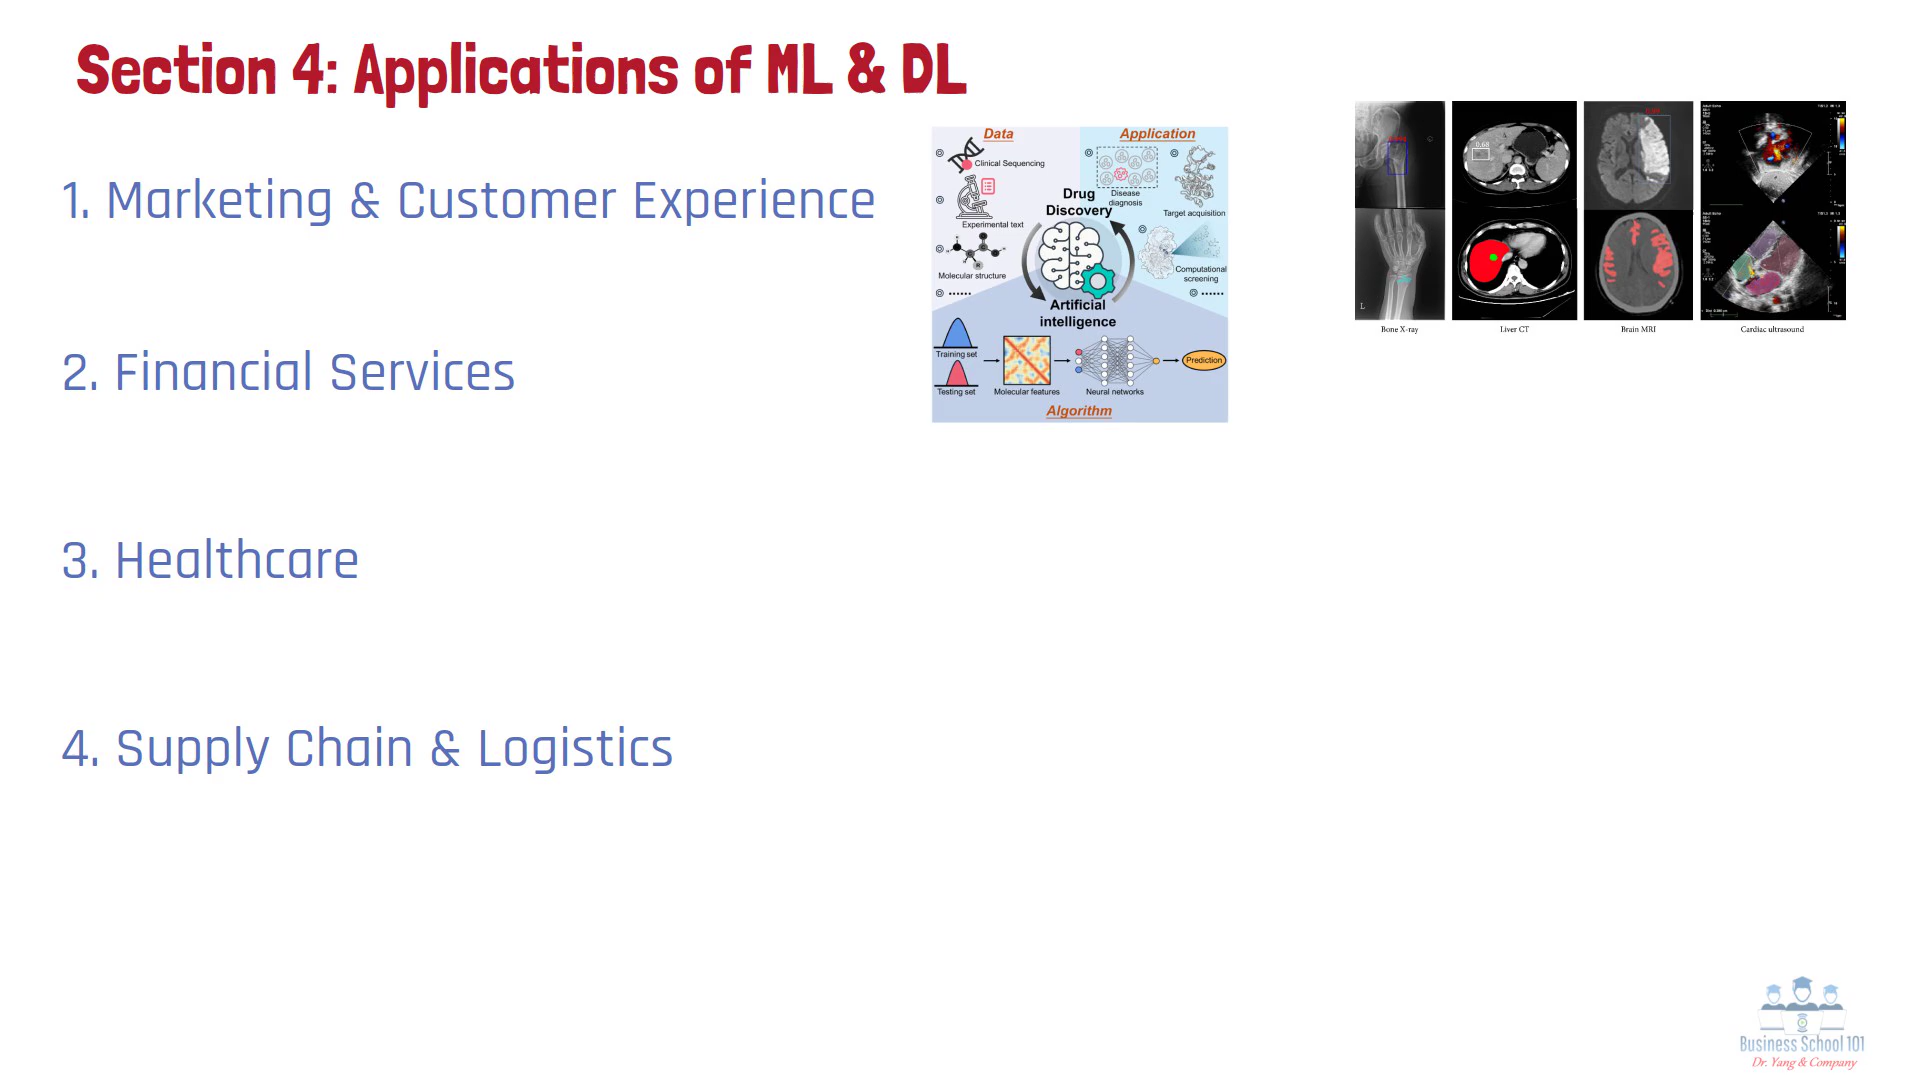 Section 4: Applications of ML & DL
1. Marketing & Customer Experience
2. Financial Services
3. Healthcare
4. Supply Chain & Logistics
Data
Clinical Sequencing
Experimental text
Molecular structure
......
Application
Disease
diagnosis
Target acquisition
Computational
screening
......
Drug
Discovery
Artificial
intelligence
Training set
Testing set
Molecular features
Neural networks
Prediction
Algorithm
0.68
L
Bone X-ray
Liver CT
Brain MRI
Cardiac ultrasound
Business School 101
Dr. Yang & Company